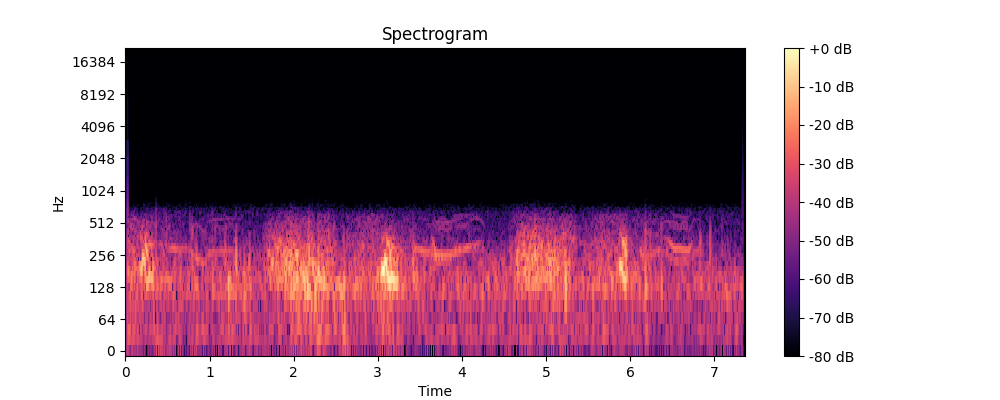 Spectrogram
16384
8192
4096
2048
1024
512
256
128
64
0
Hz
0 1 2 3 4 5 6 7
Time
+0 dB
-10 dB
-20 dB
-30 dB
-40 dB
-50 dB
-60 dB
-70 dB
-80 dB